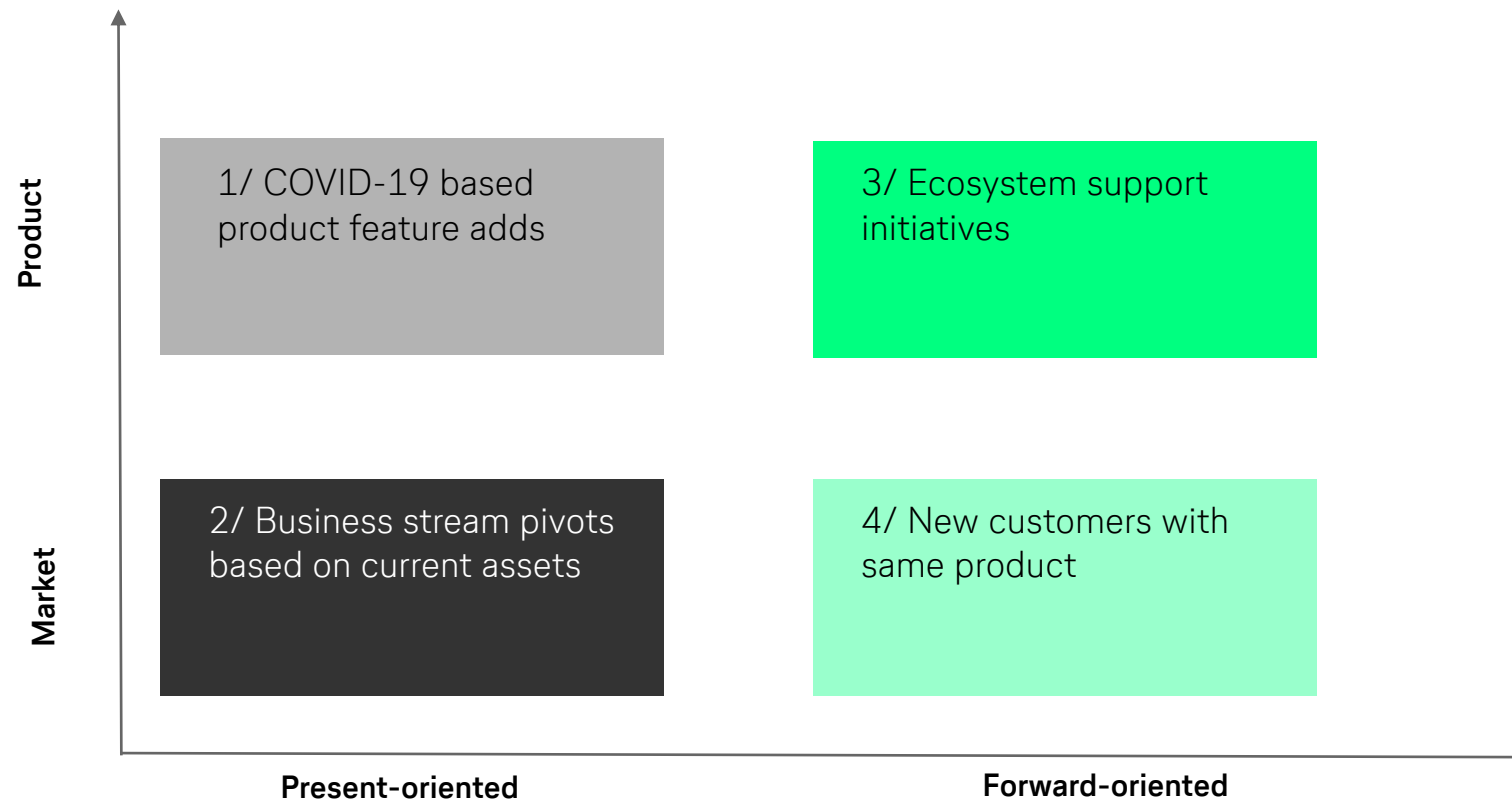 Product
1/ COVID-19 based
product feature adds
3/ Ecosystem support
initiatives
Market
2/ Business stream pivots
based on current assets
4/ New customers with
same product
Present-oriented
Forward-oriented